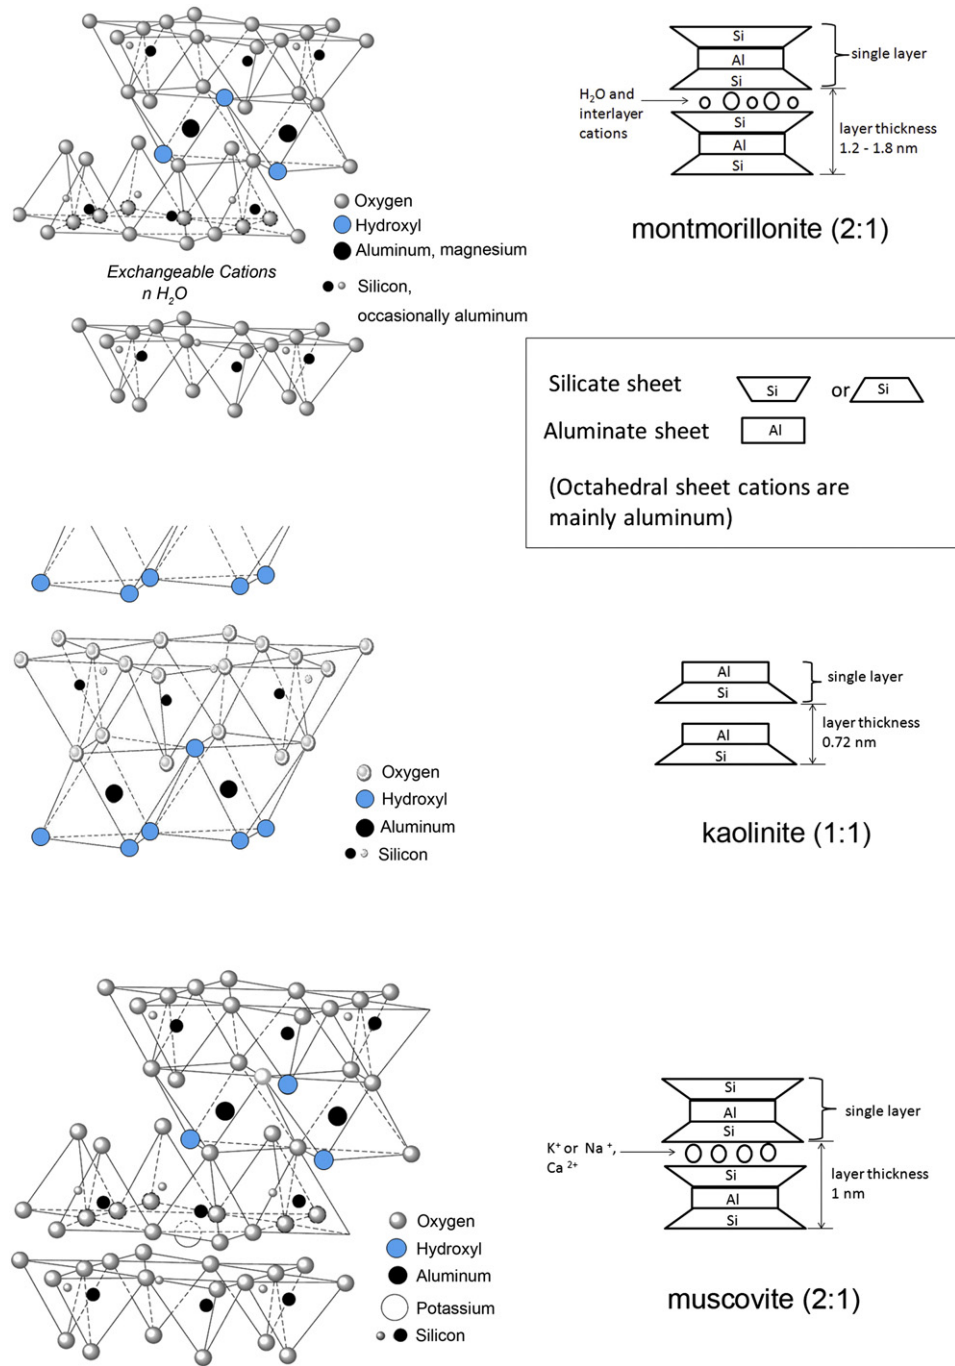 Si
Al
Si
single layer
H₂O and
interlayer
cations
Si
Al
Si
layer thickness
1.2 - 1.8 nm
montmorillonite (2:1)
Oxygen
Hydroxyl
Aluminum, magnesium
Silicon,
occasionally aluminum
Exchangeable Cations
n H₂O
Silicate sheet Si or Si
Aluminate sheet Al
(Octahedral sheet cations are
mainly aluminum)
Oxygen
Hydroxyl
Aluminum
Silicon
Al
Si
single layer
Al
Si
layer thickness
0.72 nm
kaolinite (1:1)
Oxygen
Hydroxyl
Aluminum
Potassium
Silicon
Si
Al
Si
single layer
K⁺ or Na ⁺,
Ca ²⁺
Si
Al
Si
layer thickness
1 nm
muscovite (2:1)